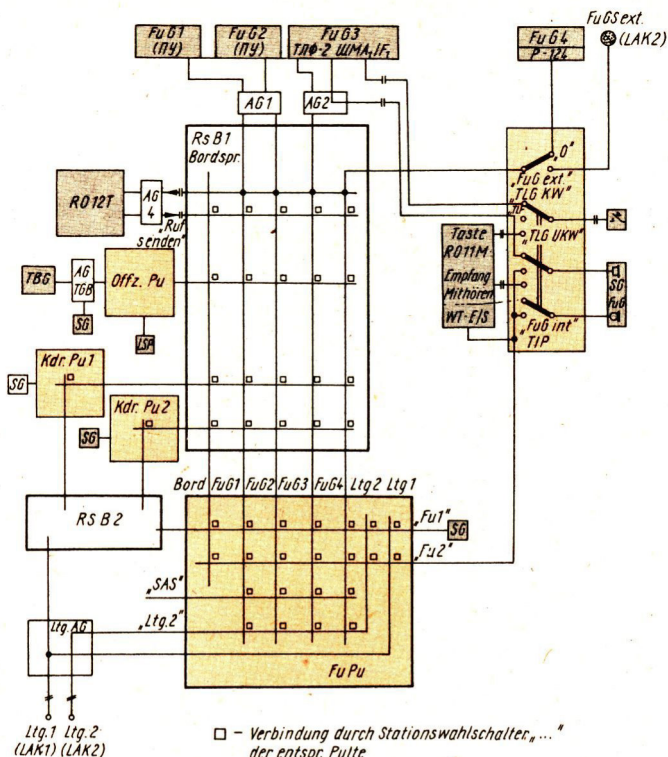 FuG1 (ПУ)
FuG2 (ПУ)
FuG3
ТЛФ-2 ШМА, IF₁
FuG4
P-124
FuGS ext.
(LAK2)
AG1
AG2
RsB1
Bordspr.
R012T
AG
4
"Ruf
senden"
„0"
„FuG ext."
TLG KW"
"TLG UKW"
Taste
R011M
Empfang
Mithören
WT-E/S
SG
FuG
„FuG int"
TIP
TBG
AG
TGB
SG
Offz. Pu
LSP
Kdr. Pu1
SG
Kdr. Pu2
SG
RsB2
Bord FuG1 FuG2 FuG3 FuG4 Ltg2 Ltg1
„Fu1"
SG
„Fu2"
„SAS"
„Ltg.2"
Ltg.AG
FuPu
Ltg.1 Ltg.2
(LAK1) (LAK2)
□ – Verbindung durch Stationswahlschalter „..."
der entspr. Pulte